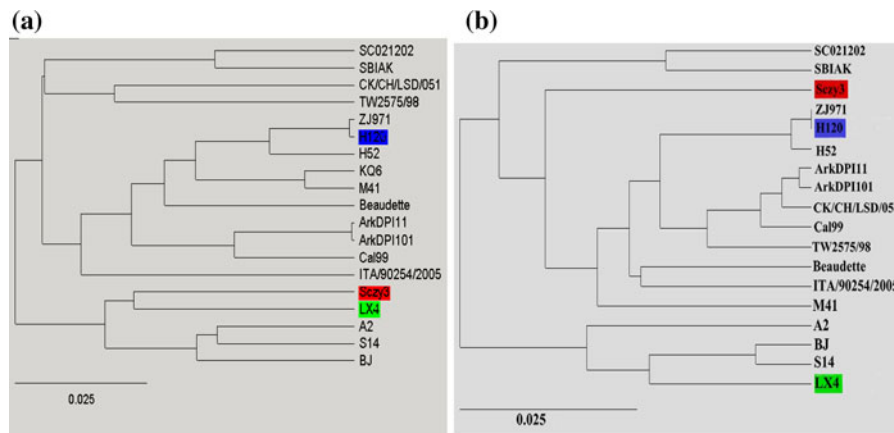 (a)
SC021202
SBIAK
CK/CH/LSD/051
TW2575/98
ZJ971
H120
H52
KQ6
M41
Beaudette
ArkDPI11
ArkDPI101
Cal99
ITA/90254/2005
Sczy3
LX4
A2
S14
BJ
0.025
(b)
SC021202
SBIAK
Sczy3
ZJ971
H120
H52
ArkDPI11
ArkDPI101
CK/CH/LSD/05
Cal99
TW2575/98
Beaudette
ITA/90254/2005
M41
A2
BJ
S14
LX4
0.025